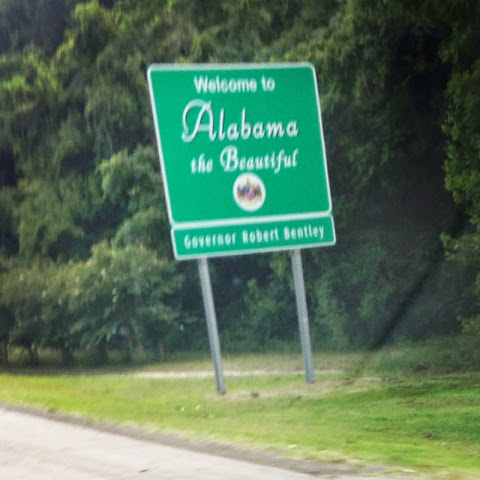 Welcome to
Alabama
the Beautiful
Governor Robert Bentley